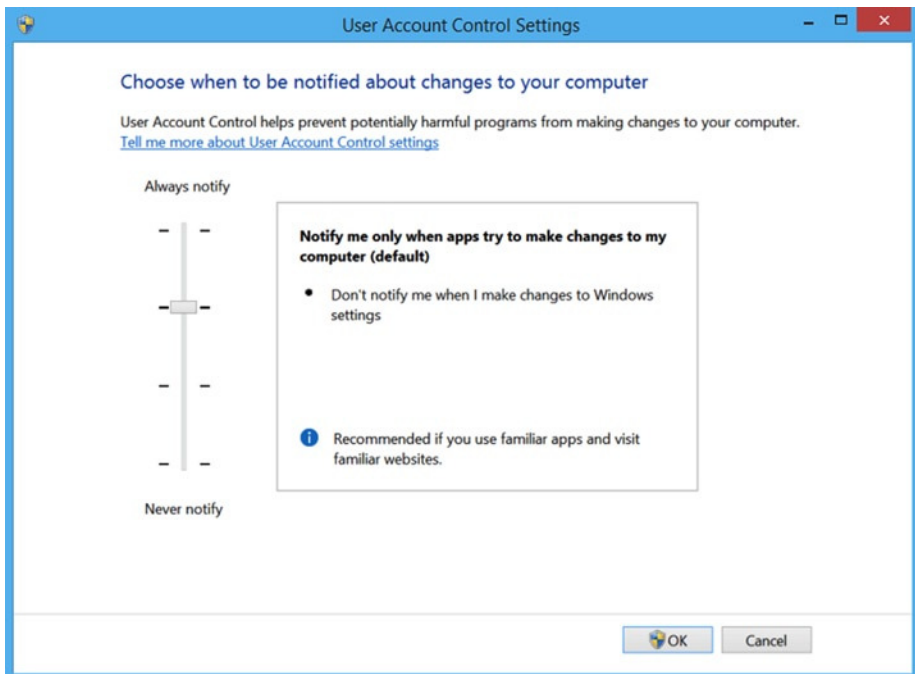 User Account Control Settings
Choose when to be notified about changes to your computer
User Account Control helps prevent potentially harmful programs from making changes to your computer.
Tell me more about User Account Control settings
Always notify
Notify me only when apps try to make changes to my
computer (default)
• Don't notify me when I make changes to Windows
settings
Recommended if you use familiar apps and visit
familiar websites.
Never notify
OK Cancel